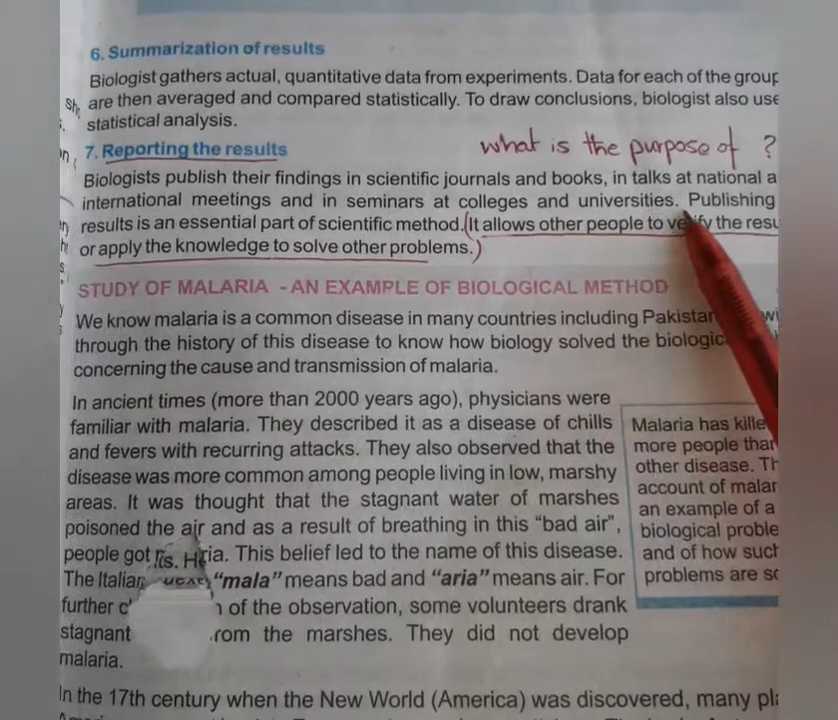 6. Summarization of results
Biologist gathers actual, quantitative data from experiments. Data for each of the group
are then averaged and compared statistically. To draw conclusions, biologist also use
statistical analysis.
7. Reporting the results
what is the purpose of ?
Biologists publish their findings in scientific journals and books, in talks at national a
international meetings and in seminars at colleges and universities. Publishing
results is an essential part of scientific method. (It allows other people to verify the resu
or apply the knowledge to solve other problems.)
STUDY OF MALARIA - AN EXAMPLE OF BIOLOGICAL METHOD
We know malaria is a common disease in many countries including Pakistan wi
through the history of this disease to know how biology solved the biologic
concerning the cause and transmission of malaria.
In ancient times (more than 2000 years ago), physicians were
familiar with malaria. They described it as a disease of chills
and fevers with recurring attacks. They also observed that the
disease was more common among people living in low, marshy
areas. It was thought that the stagnant water of marshes
poisoned the air and as a result of breathing in this “bad air”,
people got ria. This belief led to the name of this disease.
The Italian “mala” means bad and “aria” means air. For
further of the observation, some volunteers drank
stagnant rom the marshes. They did not develop
malaria.
Malaria has kille
more people than
other disease. Th
account of malar
an example of a
biological proble
and of how such
problems are so
In the 17th century when the New World (America) was discovered, many pla